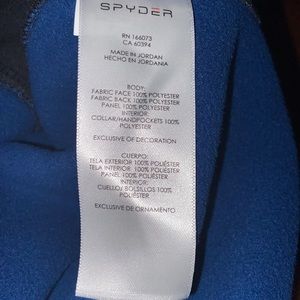 SPYDER
RN 166073
CA 60394
MADE IN JORDAN
HECHO EN JORDANIA
BODY:
FABRIC FACE 100% POLYESTER
FABRIC BACK 100% POLYESTER
PANEL 100% POLYESTER
INTERIOR:
COLLAR/HANDPOCKETS 100%
POLYESTER
EXCLUSIVE OF DECORATION
CUERPO:
TELA EXTERIOR 100% POLIÉSTER
TELA INTERIOR 100% POLIÉSTER
PANEL 100% POLIÉSTER
INTERIOR:
CUELLO/ BOLSILLOS 100%
POLIÉSTER
EXCLUSIVE DE ORNAMENTO